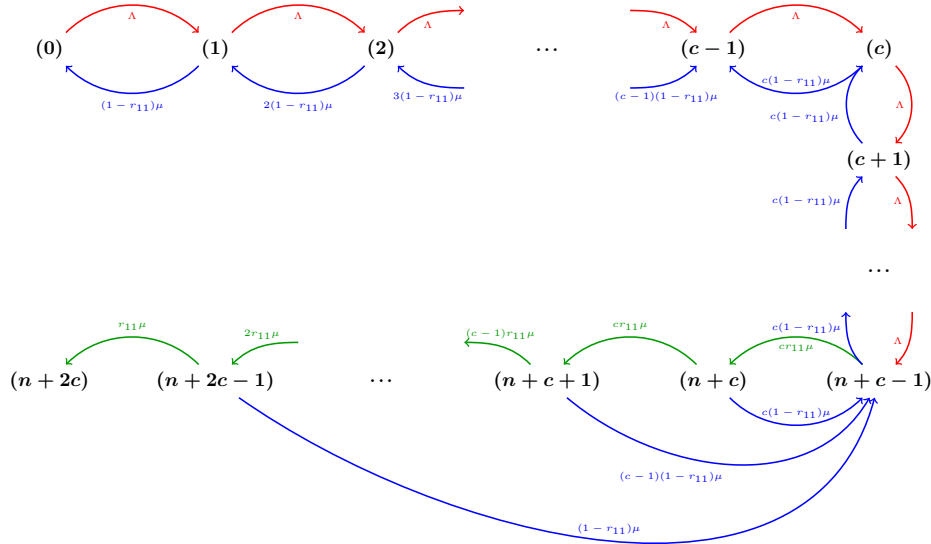 Λ Λ Λ Λ Λ
(0) (1) (2) ... (c − 1) (c)
(1 − r₁₁)μ 2(1 − r₁₁)μ 3(1 − r₁₁)μ (c − 1)(1 − r₁₁)μ c(1 − r₁₁)μ
c(1 − r₁₁)μ Λ
(c + 1)
c(1 − r₁₁)μ Λ
...
r₁₁μ 2r₁₁μ (c − 1)r₁₁μ cr₁₁μ c(1 − r₁₁)μ Λ
cr₁₁μ
(n + 2c) (n + 2c − 1) ... (n + c + 1) (n + c) (n + c − 1)
c(1 − r₁₁)μ
(c − 1)(1 − r₁₁)μ
(1 − r₁₁)μ